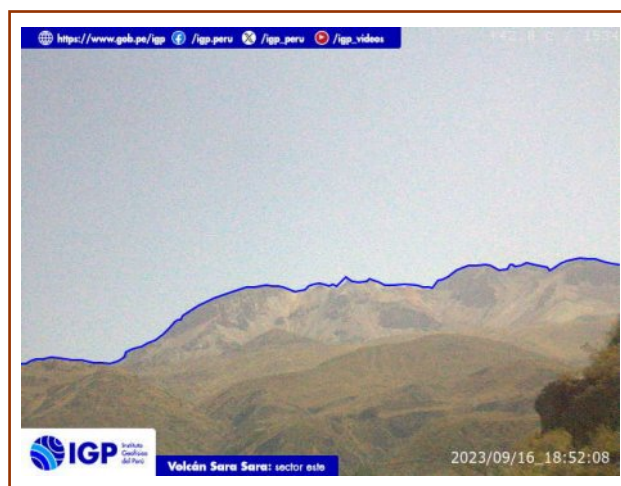 https://www.gob.pe/igp /igp.peru /igp_peru /igp_videos
IGP Instituto
Geofísico
del Perú
Volcán Sara Sara: sector este
2023/09/16_18:52:08